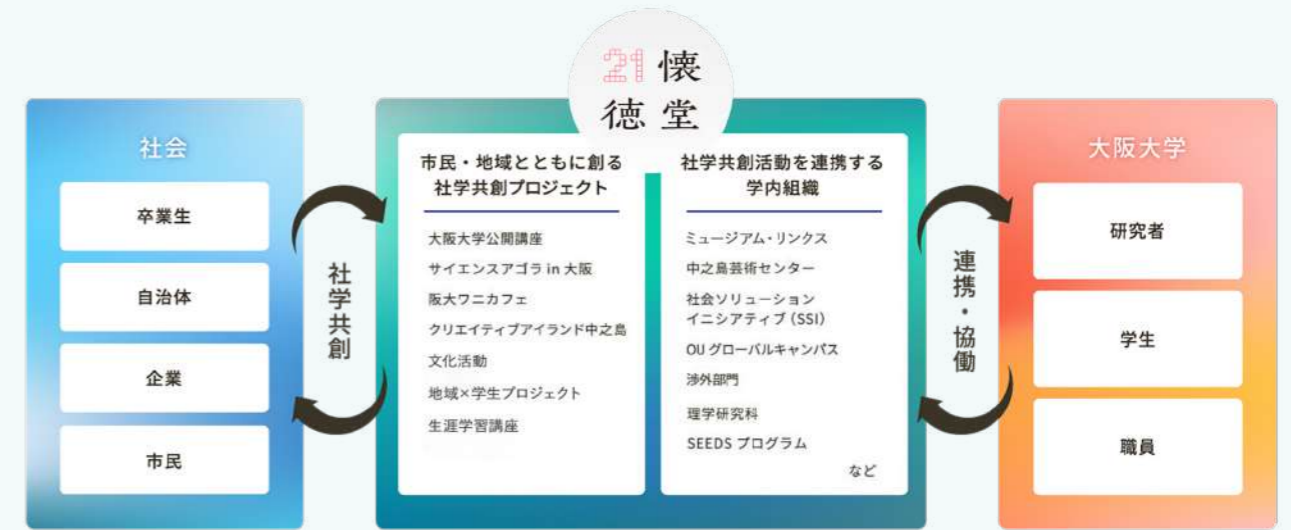 21 懐
徳 堂
社会
卒業生
自治体
企業
市民
社学共創
市民・地域とともに創る
社学共創プロジェクト
大阪大学公開講座
サイエンスアゴラ in 大阪
阪大ワニカフェ
クリエイティブアイランド中之島
文化活動
地域×学生プロジェクト
生涯学習講座
社学共創活動を連携する
学内組織
ミュージアム・リンクス
中之島芸術センター
社会ソリューション
イニシアティブ（SSI）
OU グローバルキャンパス
渉外部門
理学研究科
SEEDS プログラム
など
連携・協働
大阪大学
研究者
学生
職員